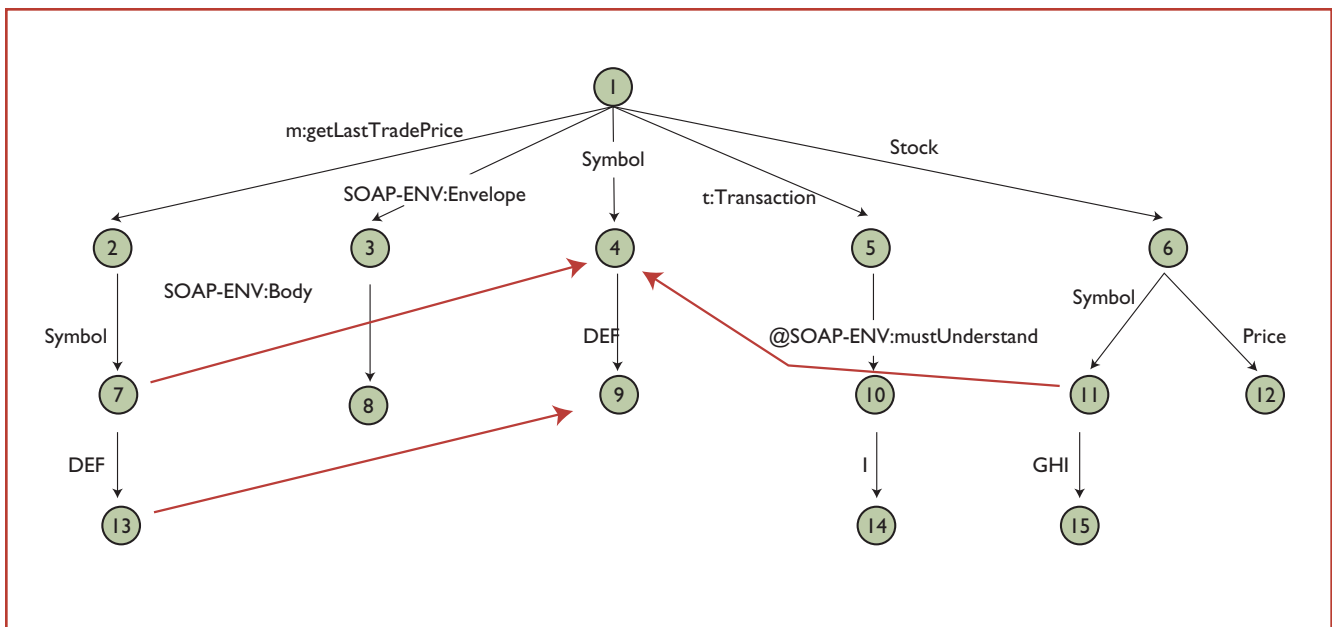 1
m:getLastTradePrice
Stock
Symbol
SOAP-ENV:Envelope
t:Transaction
2
3
4
5
6
SOAP-ENV:Body
Symbol
Symbol
DEF
@SOAP-ENV:mustUnderstand
Price
7
8
9
10
11
12
DEF
1
GHI
13
14
15